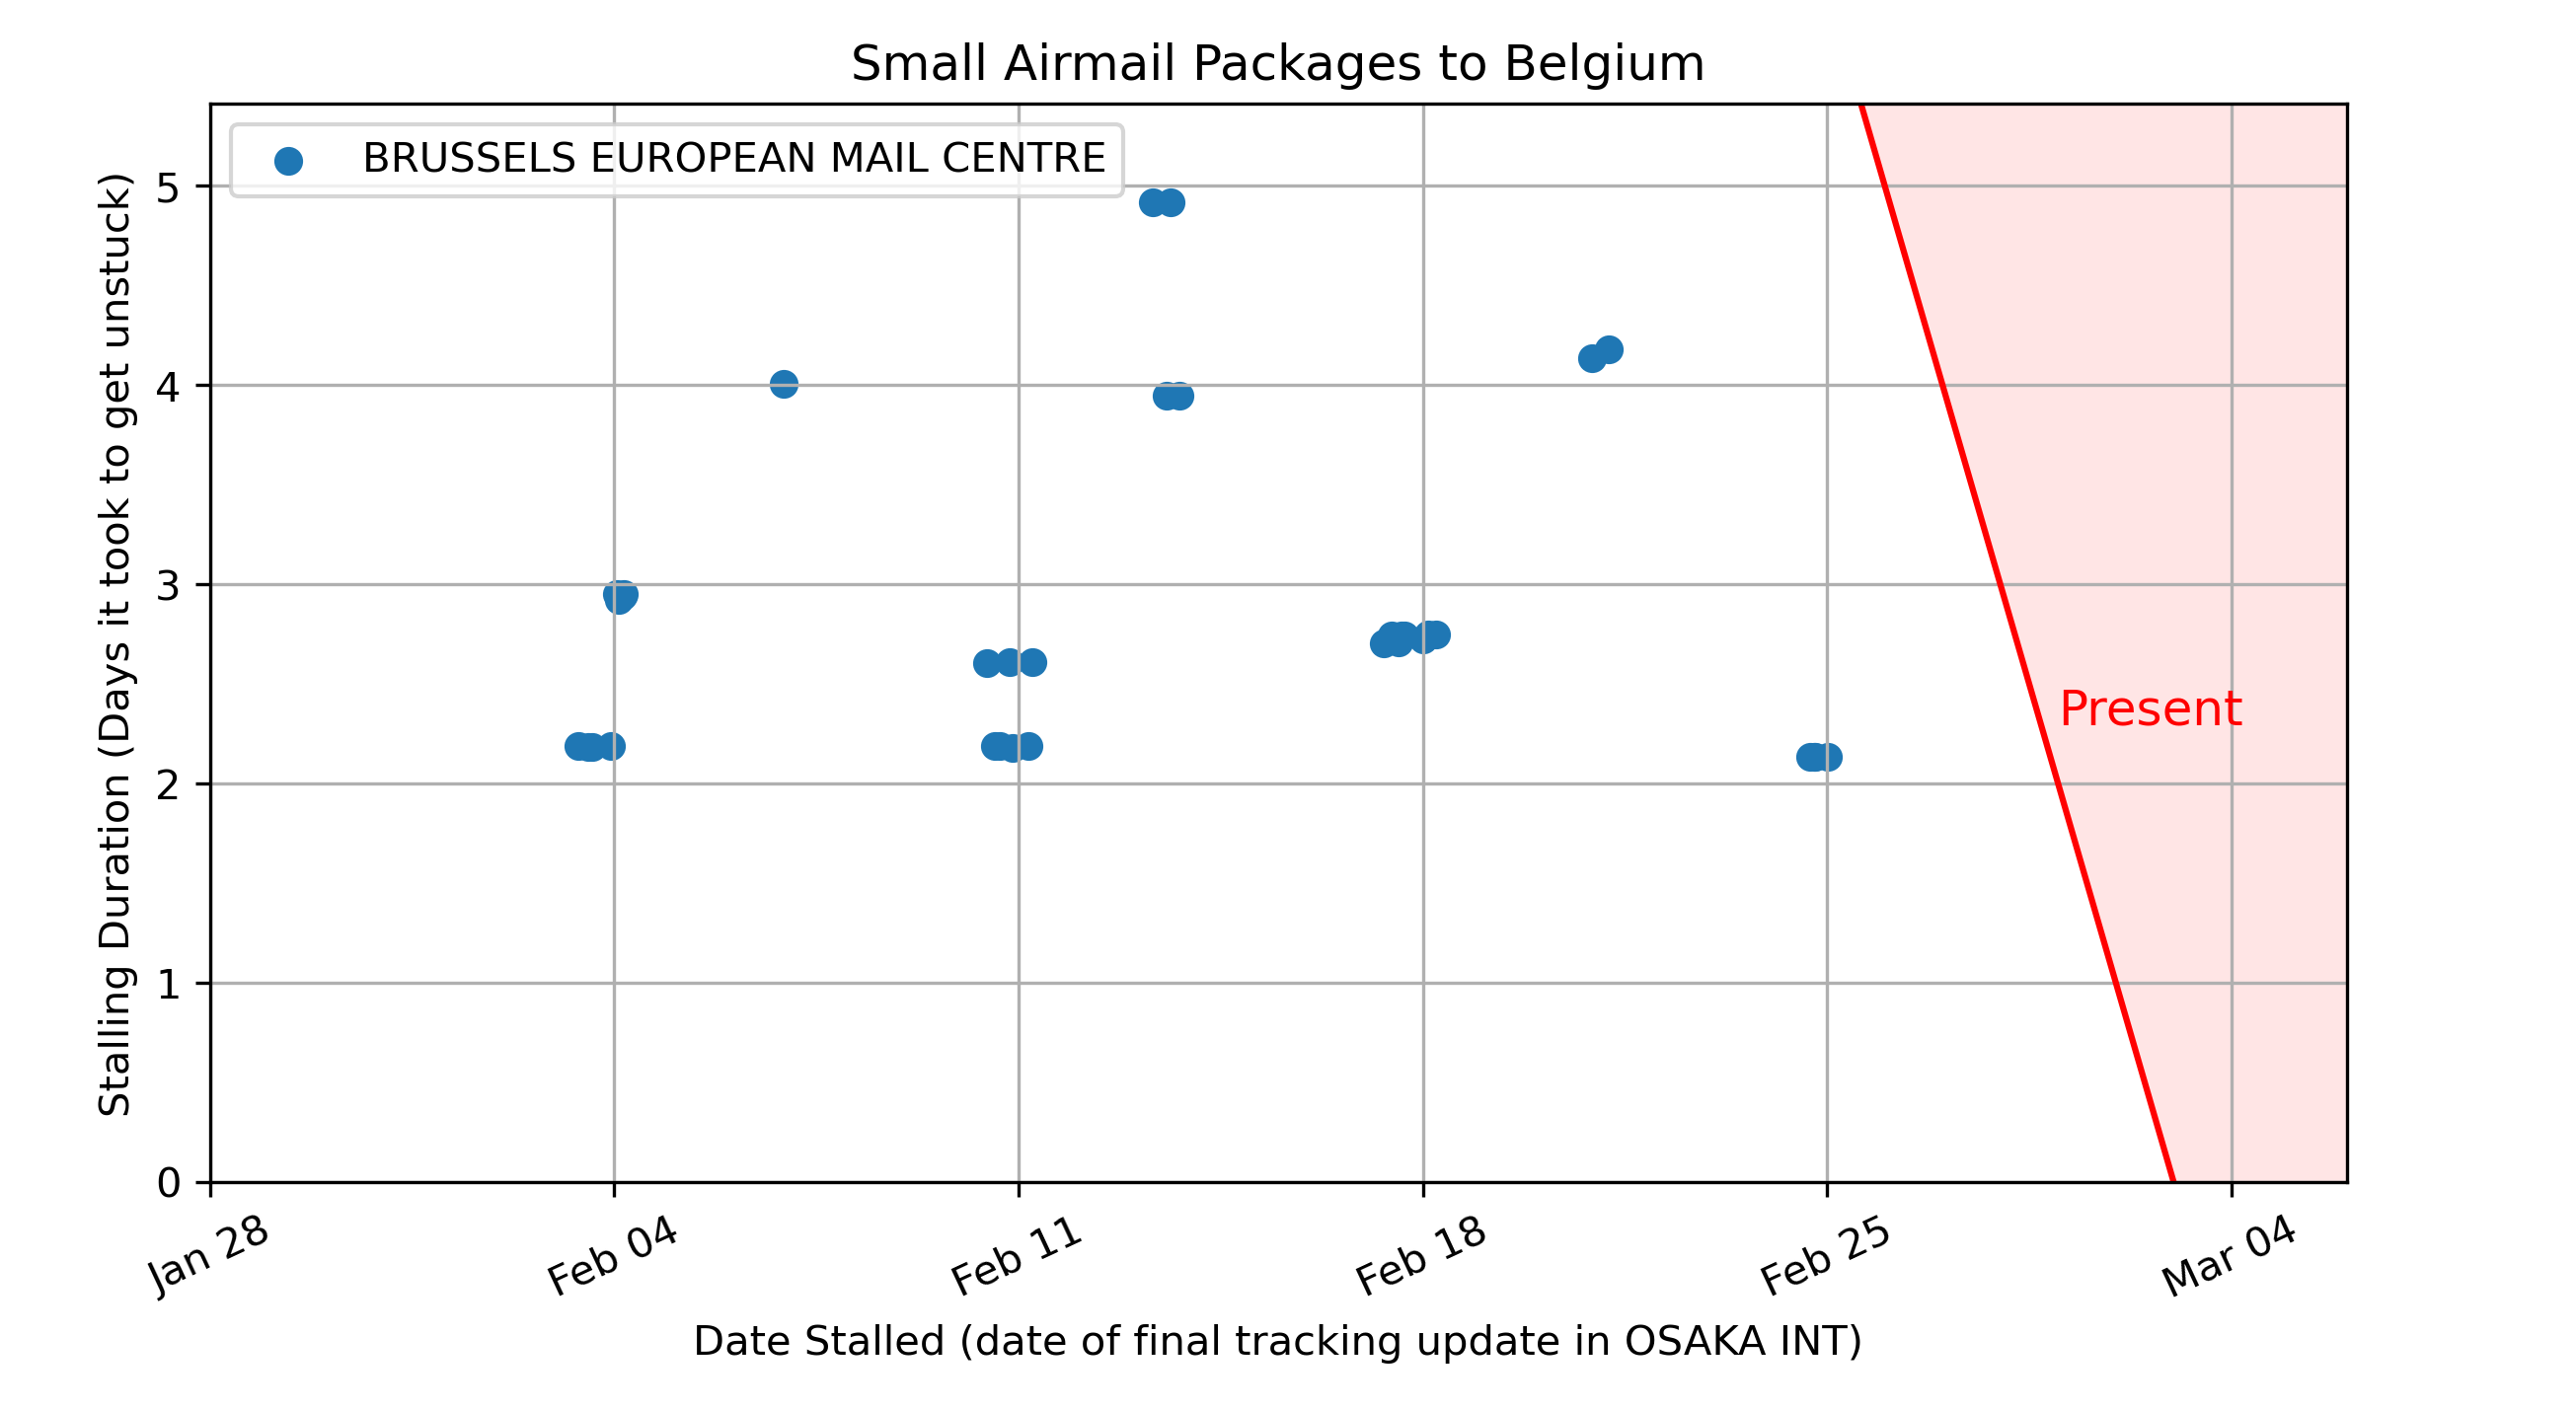 Small Airmail Packages to Belgium
BRUSSELS EUROPEAN MAIL CENTRE
Stalling Duration (Days it took to get unstuck)
5
4
3
2
1
0
Present
Jan 28
Feb 04
Feb 11
Feb 18
Feb 25
Mar 04
Date Stalled (date of final tracking update in OSAKA INT)